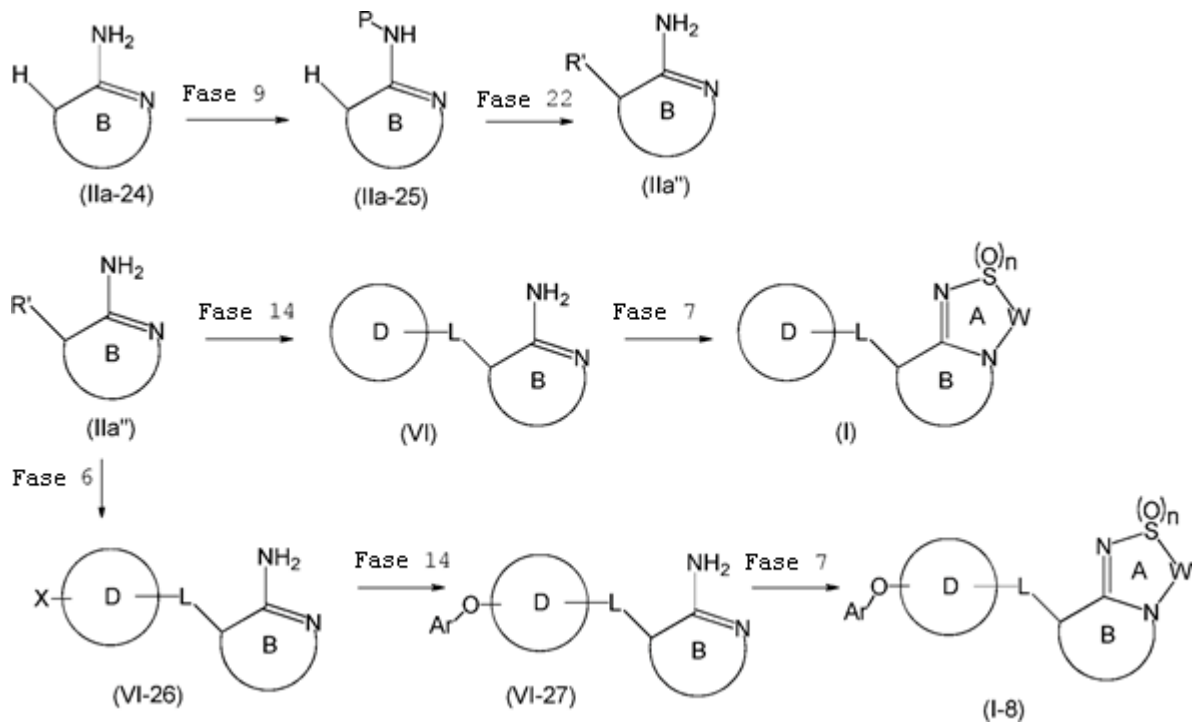 NH₂ P NH NH₂
H N H N R' N
B Fase 9 B Fase 22 B
(IIa-24) (IIa-25) (IIa")
NH₂ NH₂ (O)n S
R' N Fase 14 D L N Fase 7 D L N A W N
B B B
(IIa") (VI) (I)
Fase 6
NH₂ NH₂ (O)n S
X D L N Fase 14 Ar O D L N Fase 7 Ar O D L N A W N
B B B
(VI-26) (VI-27) (I-8)